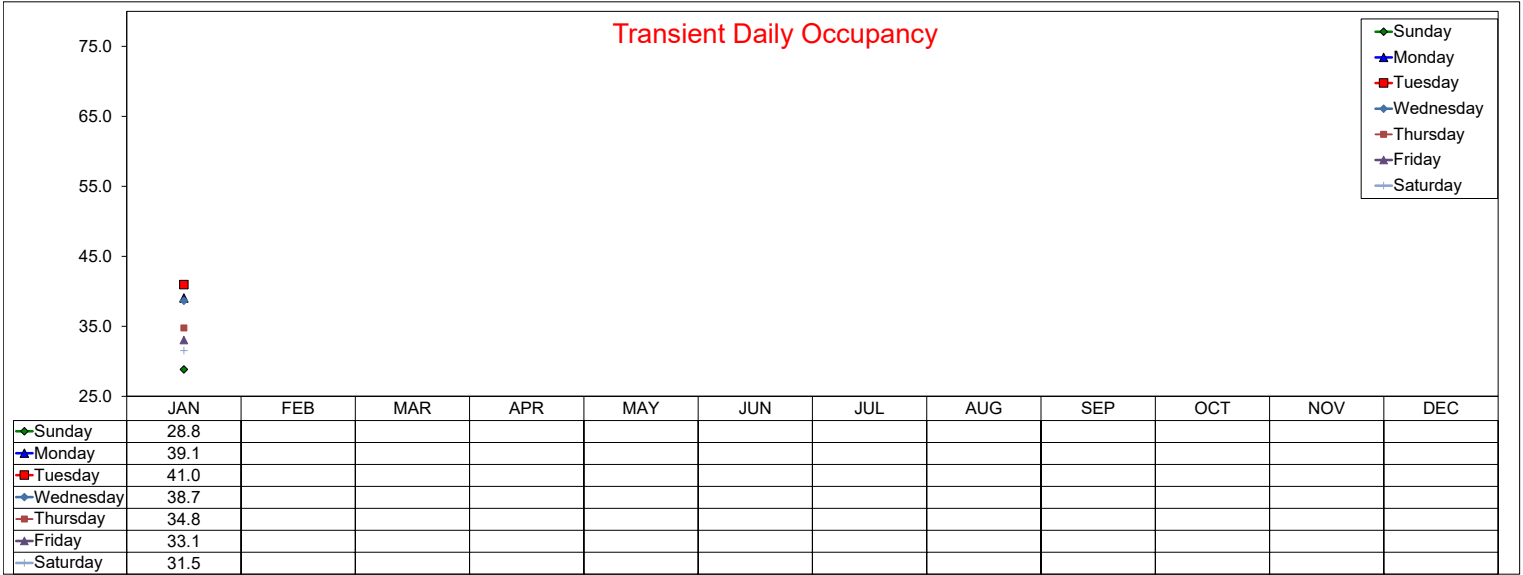 Transient Daily Occupancy
75.0
65.0
55.0
45.0
35.0
25.0
Sunday
Monday
Tuesday
Wednesday
Thursday
Friday
Saturday
JAN FEB MAR APR MAY JUN JUL AUG SEP OCT NOV DEC
Sunday 28.8
Monday 39.1
Tuesday 41.0
Wednesday 38.7
Thursday 34.8
Friday 33.1
Saturday 31.5